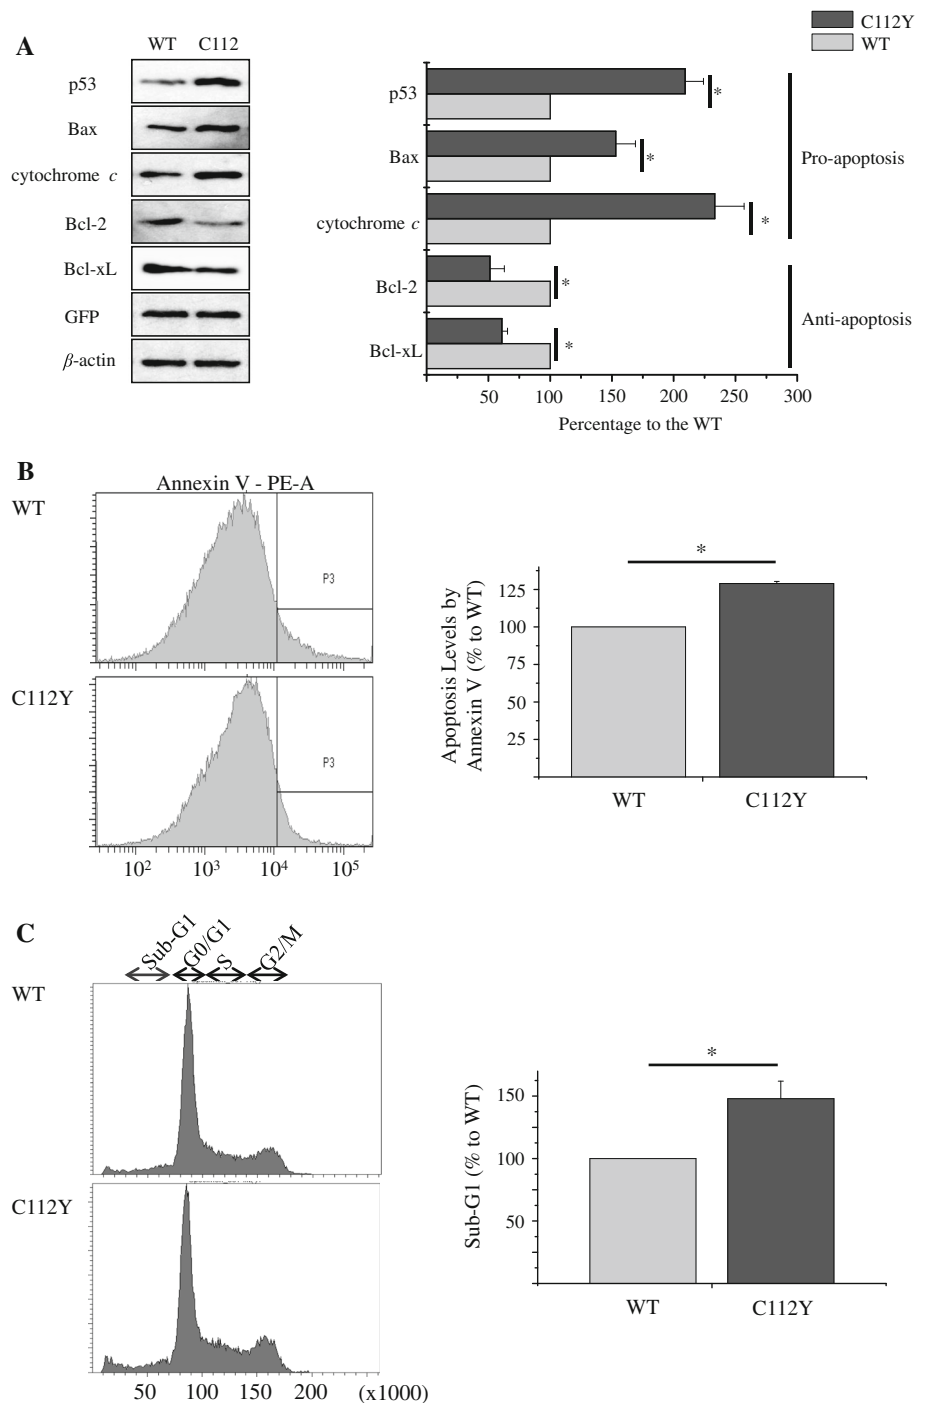 C112Y
WT
A
WT C112
p53
Bax
cytochrome c
Bcl-2
Bcl-xL
GFP
β-actin
p53
*
Bax
*
cytochrome c
*
Bcl-2
*
Bcl-xL
*
Pro-apoptosis
Anti-apoptosis
50 100 150 200 250 300
Percentage to the WT
B
Annexin V - PE-A
WT
P3
C112Y
P3
10² 10³ 10⁴ 10⁵
*
Apoptosis Levels by
Annexin V (% to WT)
125
100
75
50
25
WT C112Y
C
Sub-G1 G0/G1 S G2/M
WT
C112Y
50 100 150 200 (x1000)
*
Sub-G1 (% to WT)
150
100
50
WT C112Y